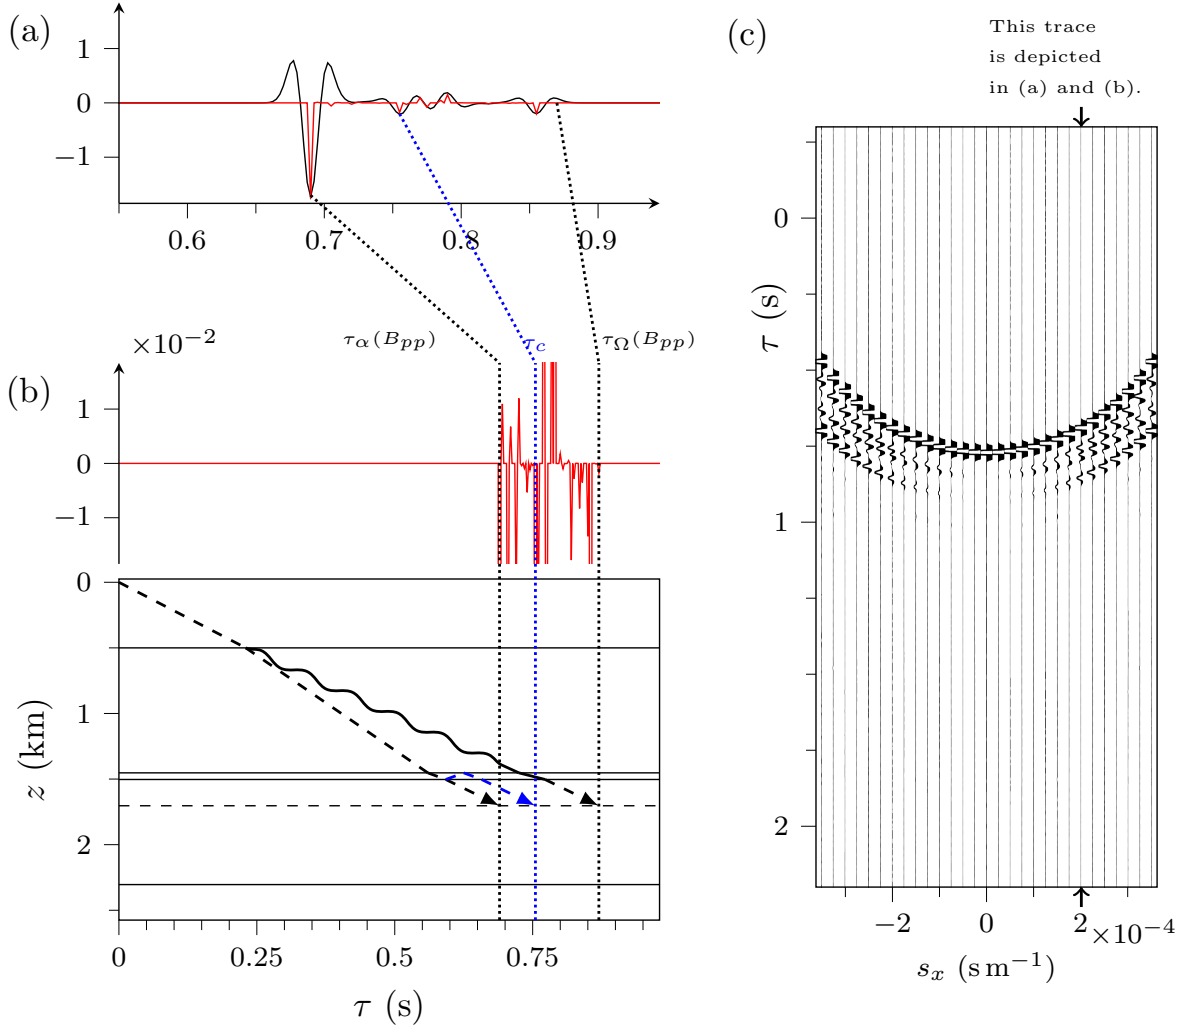 (a)
1
0
−1
0.6
0.7
0.8
0.9
τα(Bpp)
τc
τΩ(Bpp)
×10−2
(b)
1
0
−1
0
1
2
z (km)
0
0.25
0.5
0.75
τ (s)
(c)
This trace
is depicted
in (a) and (b).
0
1
2
τ (s)
−2
0
2
×10−4
sx (s m−1)